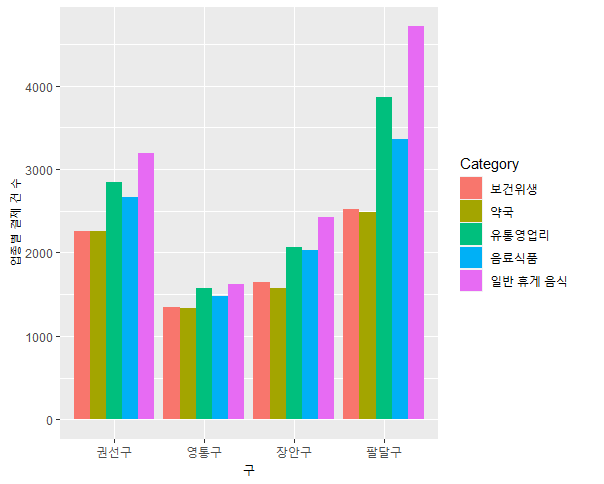 4000
3000
2000
1000
0
업종별 결제 건 수
권선구 영통구 장안구 팔달구
구
Category
보건위생
약국
유통영업리
음료식품
일반 휴게 음식